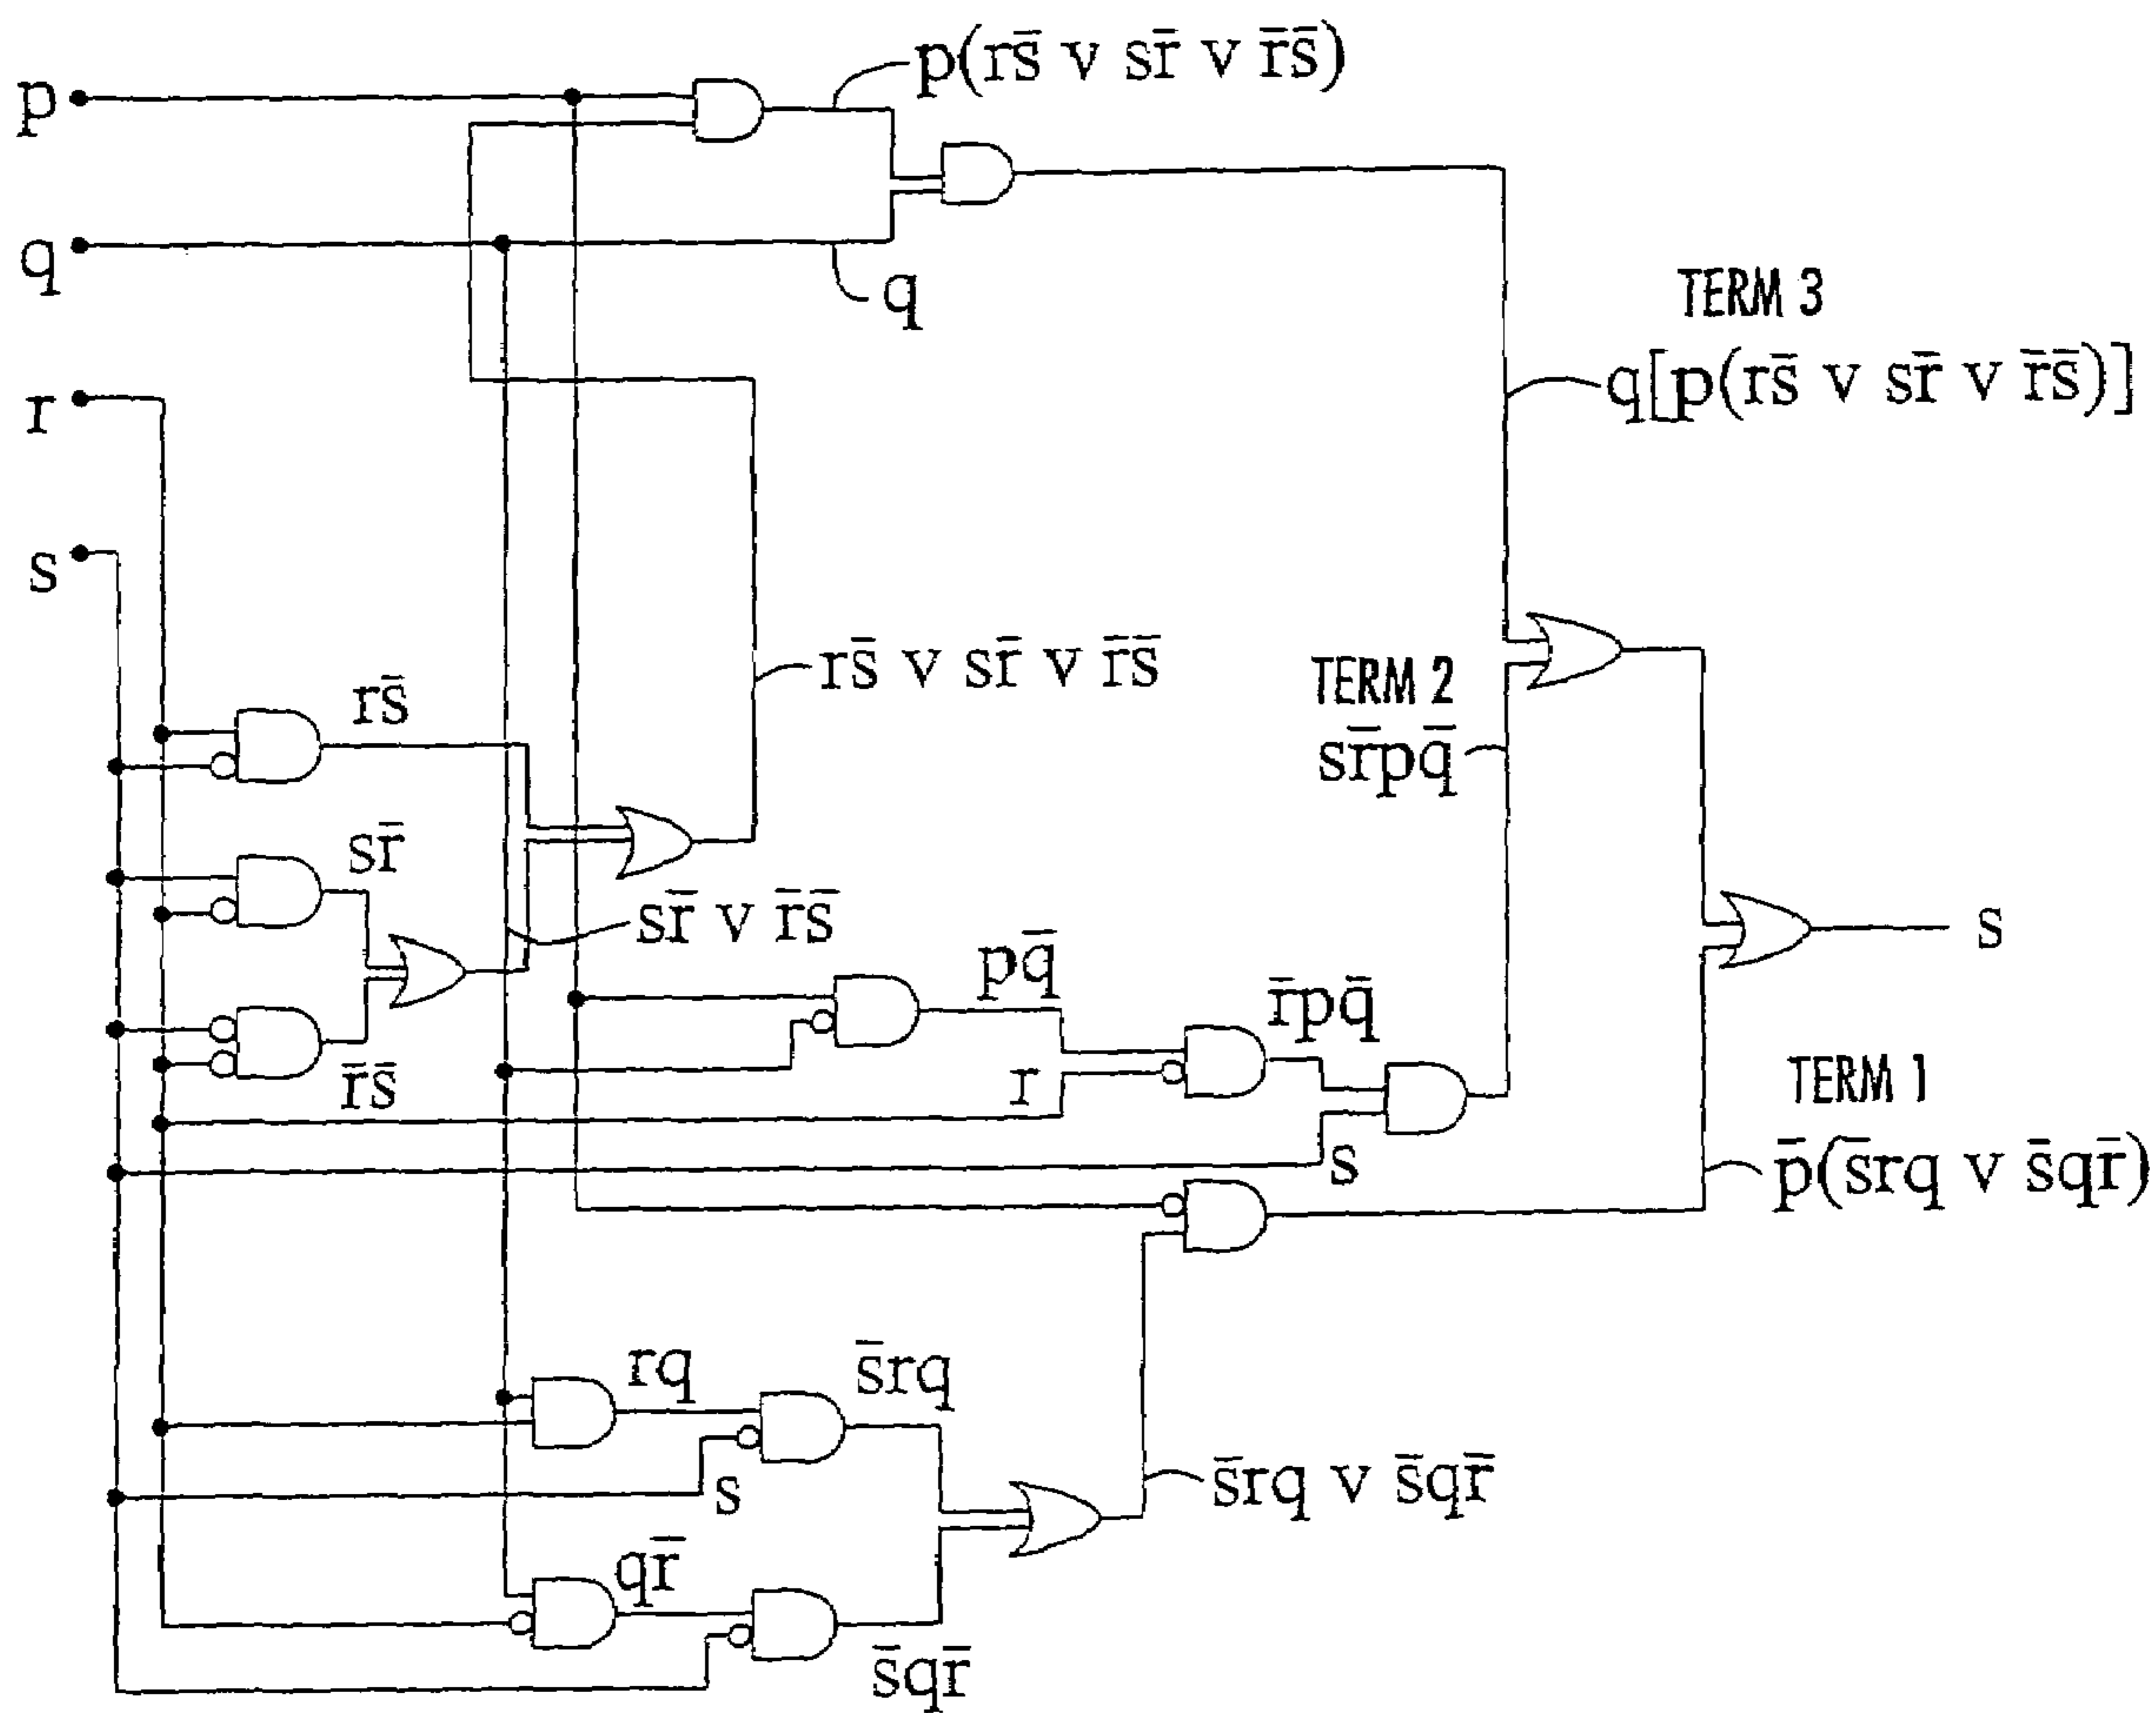 p
p(rs̄ v sr̄ v r̄s̄)
q
q
TERM 3
q[p(rs̄ v sr̄ v r̄s̄)]
r
s
rs̄ v sr̄ v r̄s̄
TERM 2
sr̄pq̄
rs̄
sr̄
sr̄ v r̄s̄
s
pq̄
r̄pq̄
r̄s̄
r
TERM 1
s
p̄(s̄rq v s̄qr̄)
rq
s̄rq
s
s̄rq v s̄qr̄
qr̄
s̄qr̄